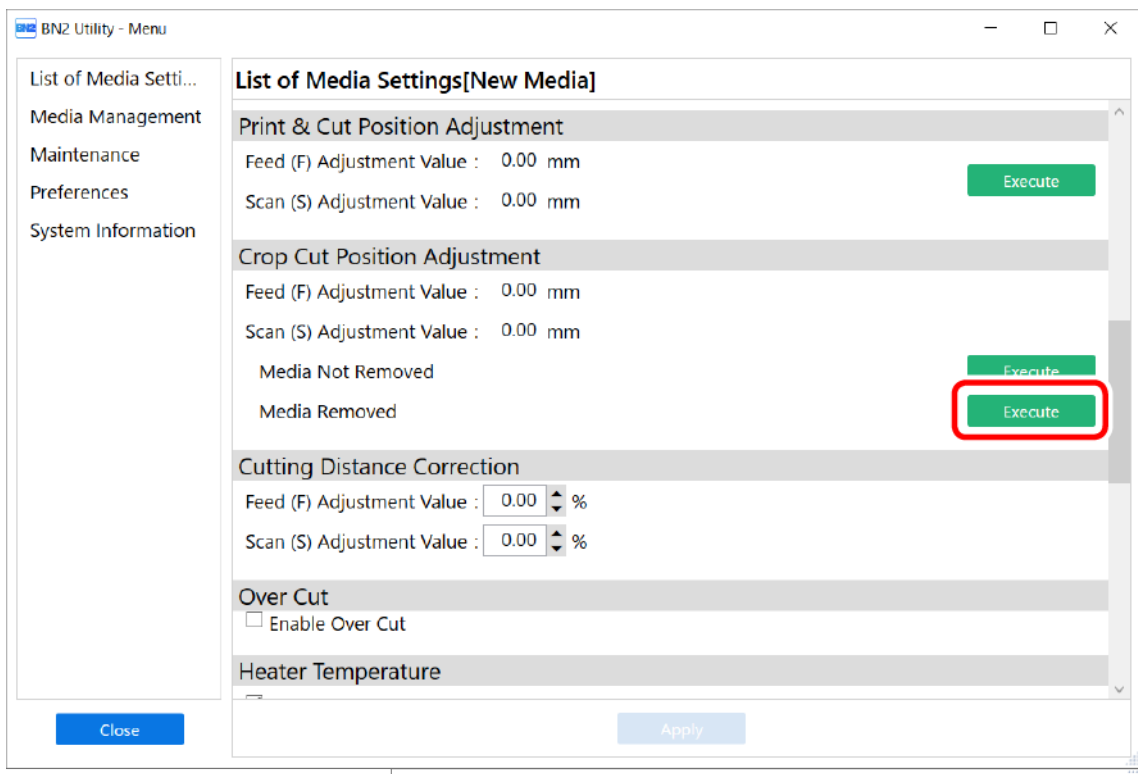 BN2 BN2 Utility - Menu
List of Media Setti...
Media Management
Maintenance
Preferences
System Information
Close
List of Media Settings[New Media]
Print & Cut Position Adjustment
Feed (F) Adjustment Value : 0.00 mm
Execute
Scan (S) Adjustment Value : 0.00 mm
Crop Cut Position Adjustment
Feed (F) Adjustment Value : 0.00 mm
Scan (S) Adjustment Value : 0.00 mm
Media Not Removed Execute
Media Removed Execute
Cutting Distance Correction
Feed (F) Adjustment Value : 0.00 %
Scan (S) Adjustment Value : 0.00 %
Over Cut
Enable Over Cut
Heater Temperature
Apply